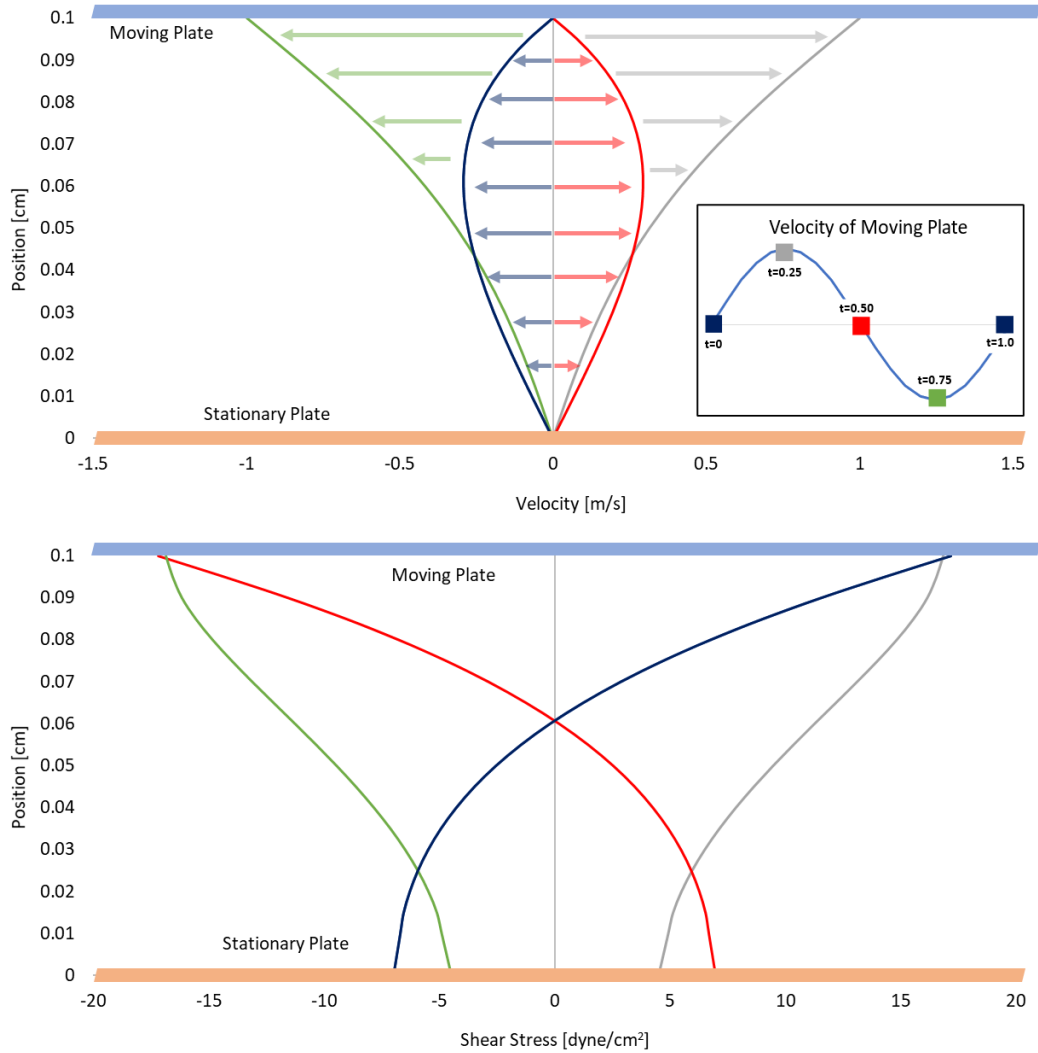 0.1
Moving Plate
0.09
0.08
0.07
0.06
0.05
0.04
0.03
0.02
0.01
0
Position [cm]
Stationary Plate
Velocity of Moving Plate
t=0.25
t=0.50
t=0
t=1.0
t=0.75
-1.5 -1 -0.5 0 0.5 1 1.5
Velocity [m/s]
0.1
Moving Plate
0.09
0.08
0.07
0.06
0.05
0.04
0.03
0.02
0.01
0
Position [cm]
Stationary Plate
-20 -15 -10 -5 0 5 10 15 20
Shear Stress [dyne/cm²]